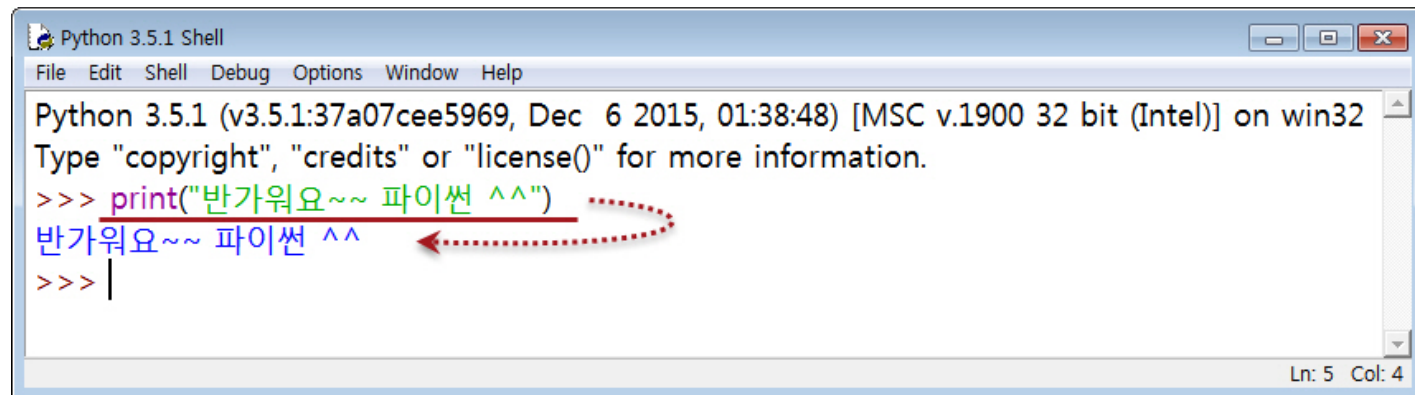 Python 3.5.1 Shell
File Edit Shell Debug Options Window Help
Python 3.5.1 (v3.5.1:37a07cee5969, Dec  6 2015, 01:38:48) [MSC v.1900 32 bit (Intel)] on win32
Type "copyright", "credits" or "license()" for more information.
>>> print("반가워요~~ 파이썬 ^^")
반가워요~~ 파이썬 ^^
>>>
Ln: 5 Col: 4